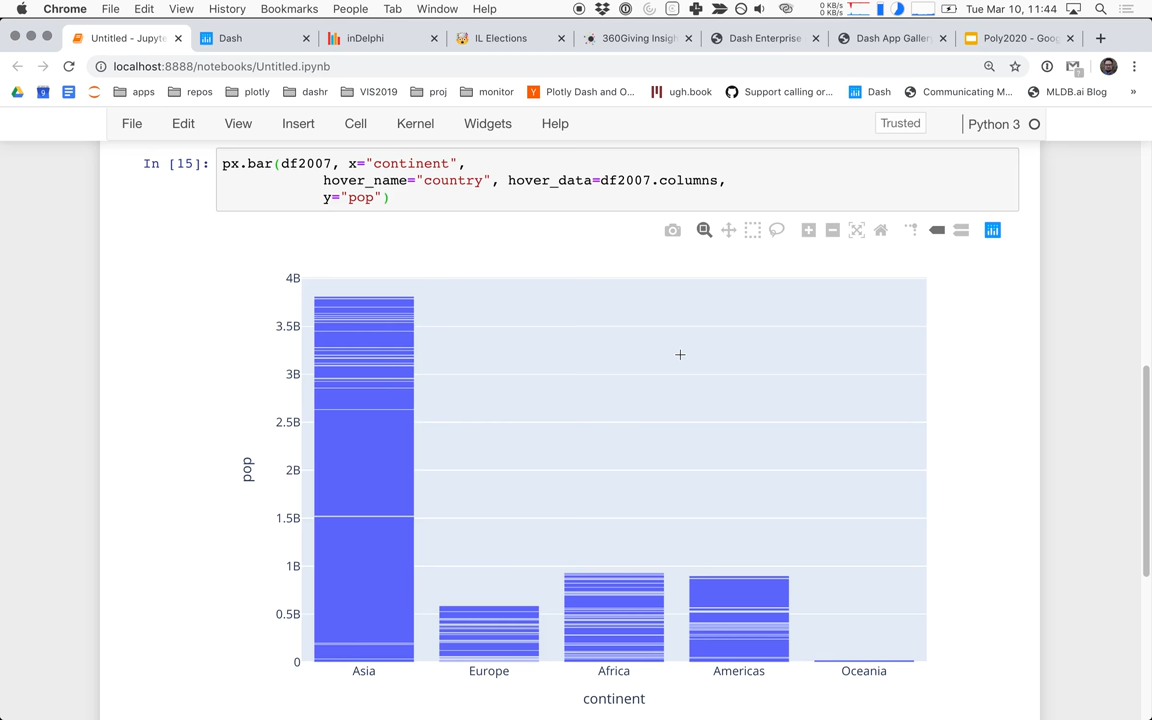 Chrome File Edit View History Bookmarks People Tab Window Help 0 KB/s 0 KB/s Tue Mar 10, 11:44
Untitled - Jupyte Dash inDelphi IL Elections 360Giving Insigh Dash Enterprise Dash App Galler Poly2020 - Goog
localhost:8888/notebooks/Untitled.ipynb
apps repos plotly dashr VIS2019 proj monitor Plotly Dash and O... ugh.book Support calling or... Dash Communicating M... MLDB.ai Blog »
File Edit View Insert Cell Kernel Widgets Help Trusted Python 3
In [15]: px.bar(df2007, x="continent",
hover_name="country", hover_data=df2007.columns,
y="pop")
4B
3.5B
3B
2.5B
2B
1.5B
1B
0.5B
0
pop
Asia Europe Africa Americas Oceania
continent